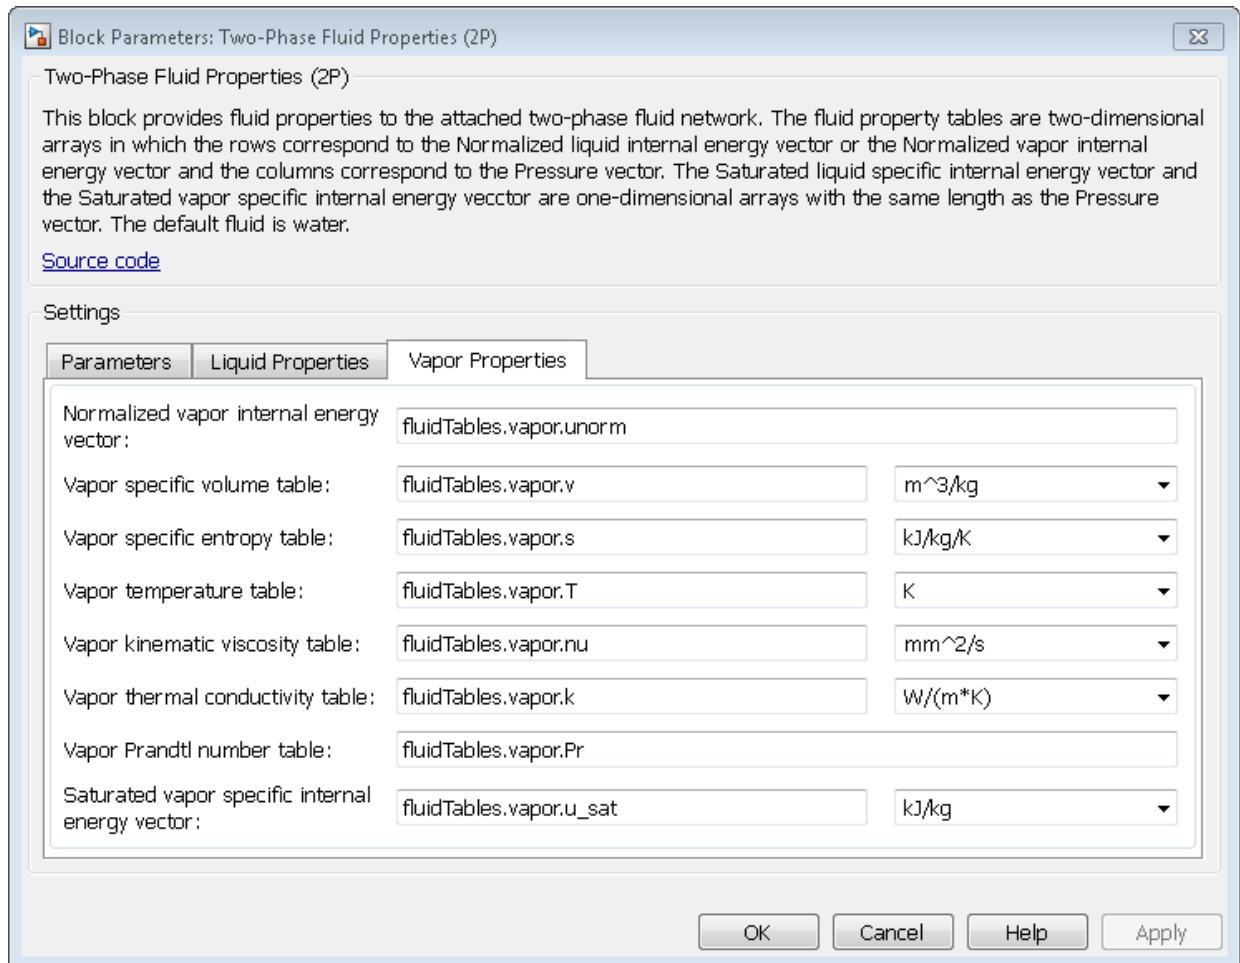 Block Parameters: Two-Phase Fluid Properties (2P)
Two-Phase Fluid Properties (2P)
This block provides fluid properties to the attached two-phase fluid network. The fluid property tables are two-dimensional
arrays in which the rows correspond to the Normalized liquid internal energy vector or the Normalized vapor internal
energy vector and the columns correspond to the Pressure vector. The Saturated liquid specific internal energy vector and
the Saturated vapor specific internal energy vecctor are one-dimensional arrays with the same length as the Pressure
vector. The default fluid is water.
Source code
Settings
Parameters Liquid Properties Vapor Properties
Normalized vapor internal energy
vector: fluidTables.vapor.unorm
Vapor specific volume table: fluidTables.vapor.v m^3/kg
Vapor specific entropy table: fluidTables.vapor.s kJ/kg/K
Vapor temperature table: fluidTables.vapor.T K
Vapor kinematic viscosity table: fluidTables.vapor.nu mm^2/s
Vapor thermal conductivity table: fluidTables.vapor.k W/(m*K)
Vapor Prandtl number table: fluidTables.vapor.Pr
Saturated vapor specific internal
energy vector: fluidTables.vapor.u_sat kJ/kg
OK Cancel Help Apply